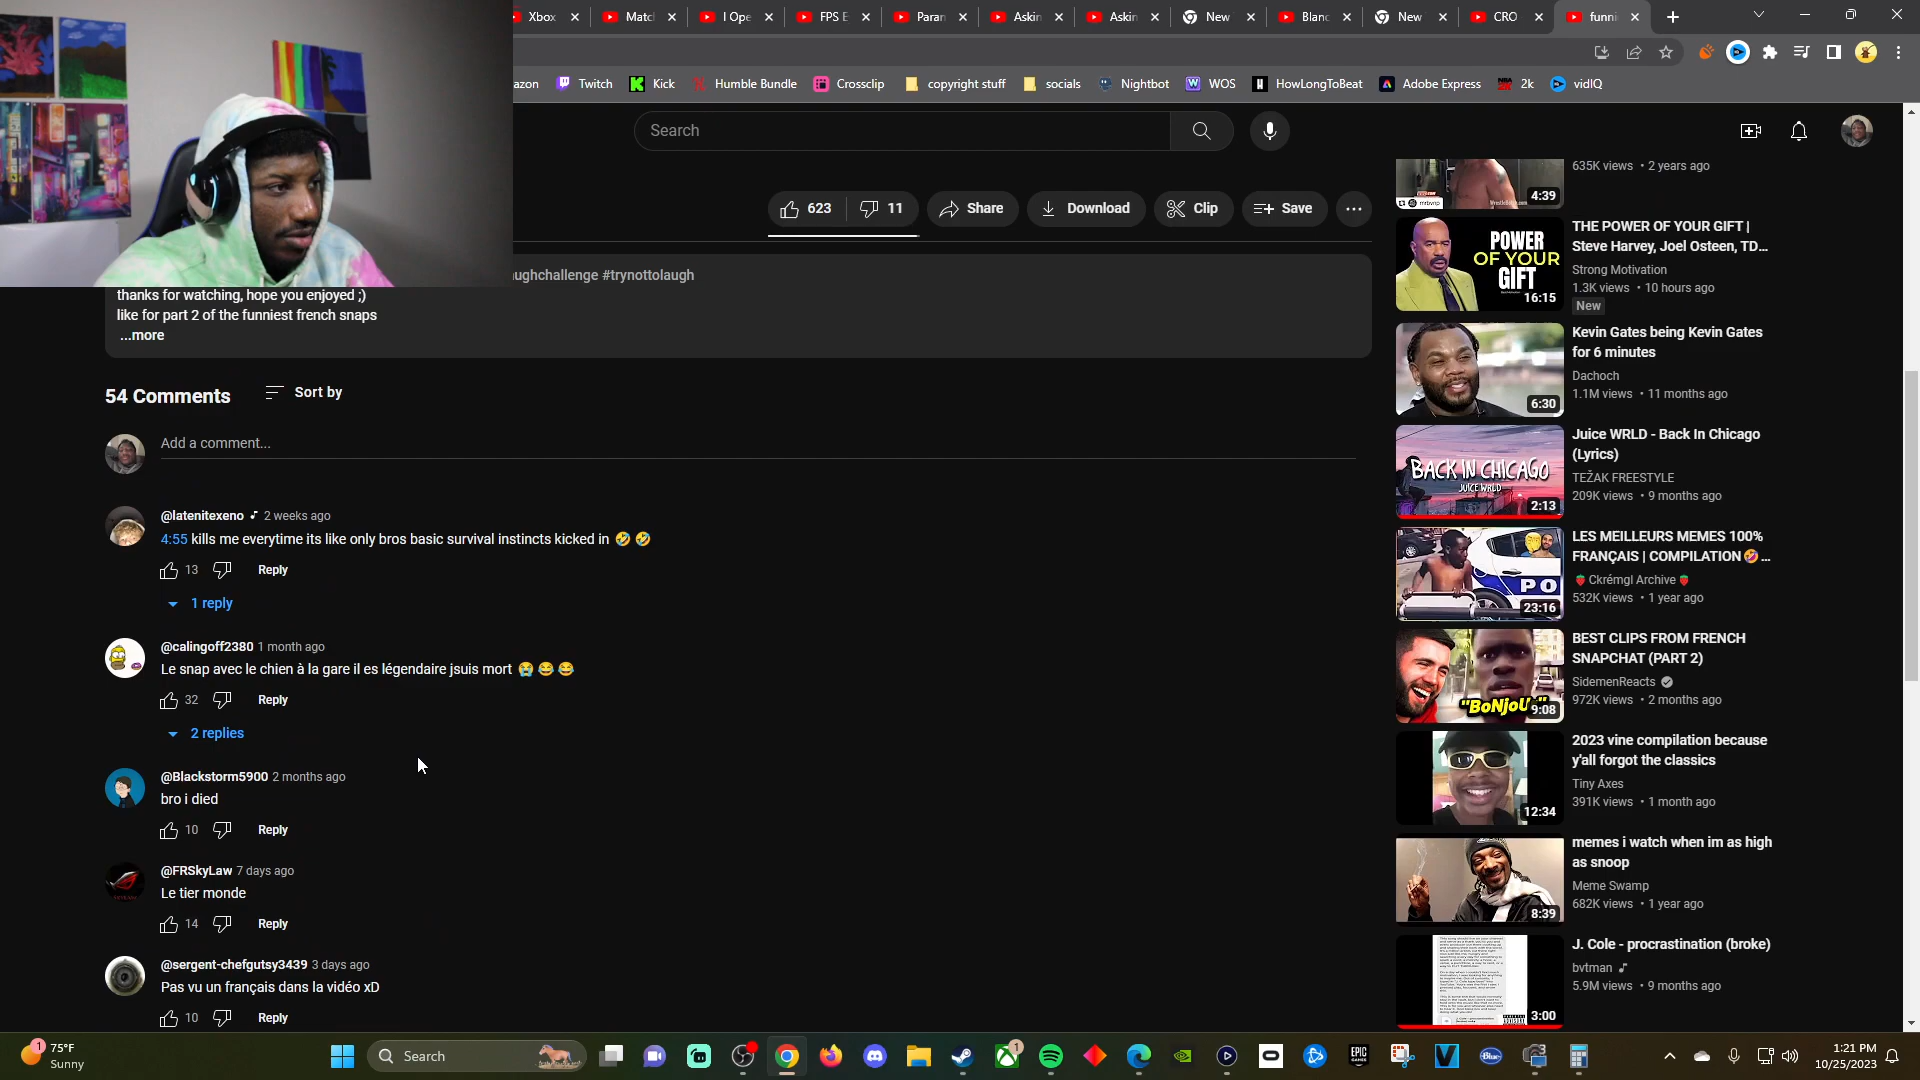 Xbox
Matc
I Ope
FPS E
Paran
Askin
Askin
New
Blanc
New
CRO
funni
azon
Twitch
Kick
Humble Bundle
Crossclip
copyright stuff
socials
Nightbot
WOS
HowLongToBeat
Adobe Express
2k
vidIQ
Search
623
11
Share
Download
Clip
Save
ughchallenge #trynottolaugh
thanks for watching, hope you enjoyed ;)
like for part 2 of the funniest french snaps
...more
54 Comments
Sort by
Add a comment...
@latenitexeno 2 weeks ago
4:55 kills me everytime its like only bros basic survival instincts kicked in 🤣 🤣
13
Reply
1 reply
@calingoff2380 1 month ago
Le snap avec le chien à la gare il es légendaire jsuis mort 😭 😂 😂
32
Reply
2 replies
@Blackstorm5900 2 months ago
bro i died
10
Reply
@FRSkyLaw 7 days ago
Le tier monde
14
Reply
@sergent-chefgutsy3439 3 days ago
Pas vu un français dans la vidéo xD
10
Reply
4:39
635K views • 2 years ago
POWER
OF YOUR
GIFT
16:15
THE POWER OF YOUR GIFT |
Steve Harvey, Joel Osteen, TD...
Strong Motivation
1.3K views • 10 hours ago
New
6:30
Kevin Gates being Kevin Gates
for 6 minutes
Dachoch
1.1M views • 11 months ago
BACK IN CHICAGO
JUICE WRLD
2:13
Juice WRLD - Back In Chicago
(Lyrics)
TEŽAK FREESTYLE
209K views • 9 months ago
PO
23:16
LES MEILLEURS MEMES 100%
FRANÇAIS | COMPILATION 🤣 ...
🍓 Ckrémgl Archive 🍓
532K views • 1 year ago
"BoNjoUr"
9:08
BEST CLIPS FROM FRENCH
SNAPCHAT (PART 2)
SidemenReacts
972K views • 2 months ago
12:34
2023 vine compilation because
y'all forgot the classics
Tiny Axes
391K views • 1 month ago
8:39
memes i watch when im as high
as snoop
Meme Swamp
682K views • 1 year ago
3:00
J. Cole - procrastination (broke)
bvtman
5.9M views • 9 months ago
1
75°F
Sunny
Search
1
EPIC
1:21 PM
10/25/2023